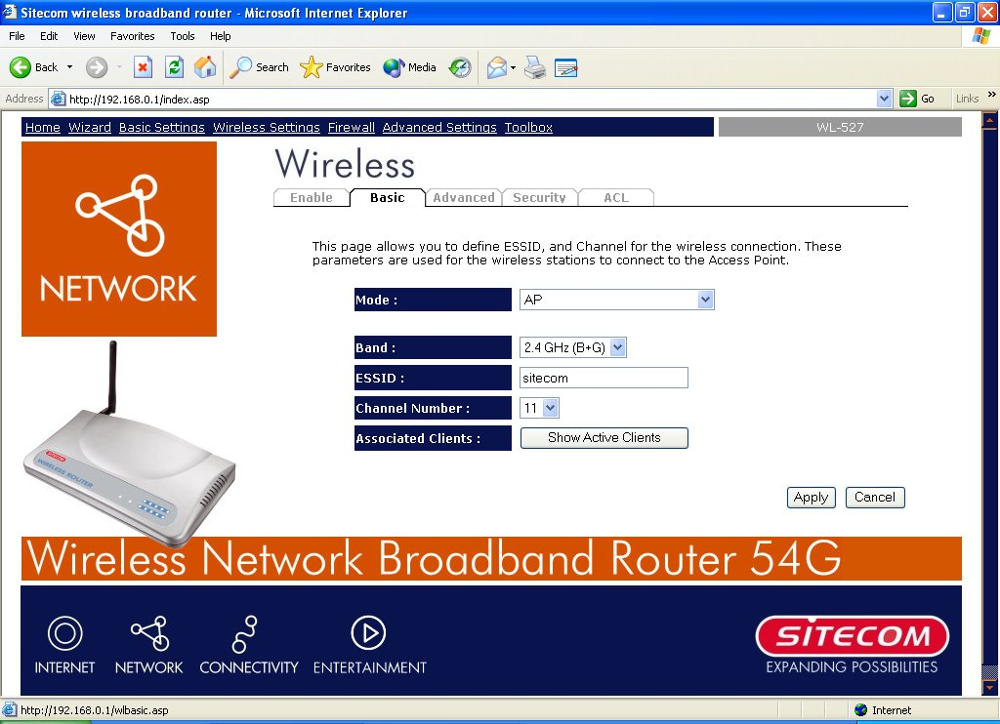 Sitecom wireless broadband router - Microsoft Internet Explorer
File Edit View Favorites Tools Help
Back Search Favorites Media
Address http://192.168.0.1/index.asp Go Links »
Home Wizard Basic Settings Wireless Settings Firewall Advanced Settings Toolbox WL-527
Wireless
Enable Basic Advanced Security ACL
This page allows you to define ESSID, and Channel for the wireless connection. These
parameters are used for the wireless stations to connect to the Access Point.
NETWORK
Mode : AP
Band : 2.4 GHz (B+G)
ESSID : sitecom
Channel Number : 11
Associated Clients : Show Active Clients
SITECOM
WIRELESS ROUTER
Apply Cancel
Wireless Network Broadband Router 54G
INTERNET NETWORK CONNECTIVITY ENTERTAINMENT
SITECOM
EXPANDING POSSIBILITIES
http://192.168.0.1/wlbasic.asp Internet